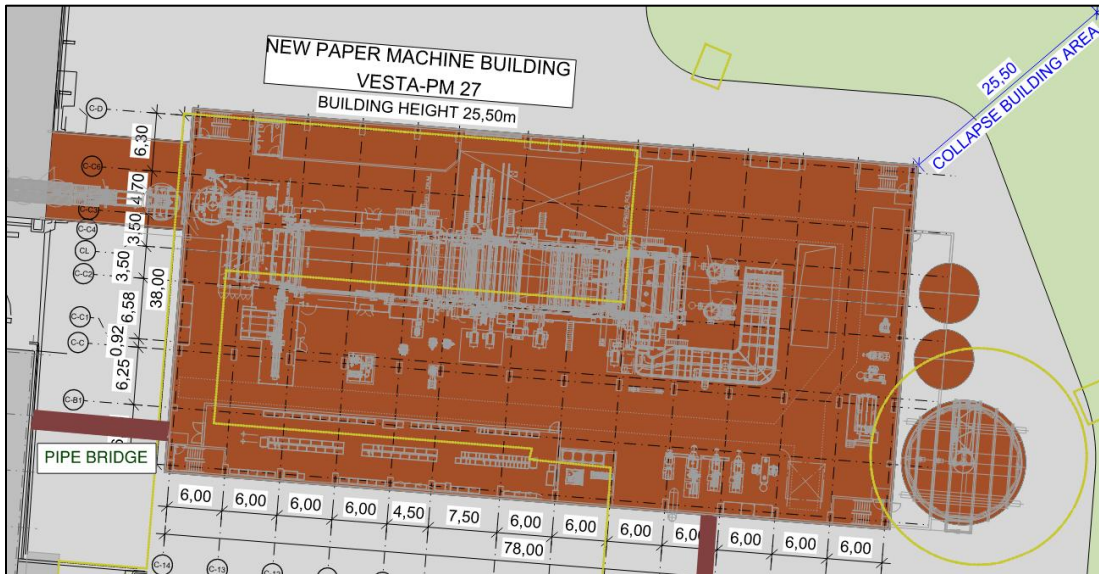 NEW PAPER MACHINE BUILDING
VESTA-PM 27
BUILDING HEIGHT 25,50m
25,50
COLLAPSE BUILDING AREA
C-D
C-C6
C-C4
CL
C-C2
C-C1
C-C
C-B1
6,30
4,70
3,50
3,50
6,58
0,92
6,25
38,00
PIPE BRIDGE
6,00
6,00
6,00
6,00
4,50
7,50
6,00
6,00
6,00
6,00
6,00
6,00
78,00
C-14
C-13